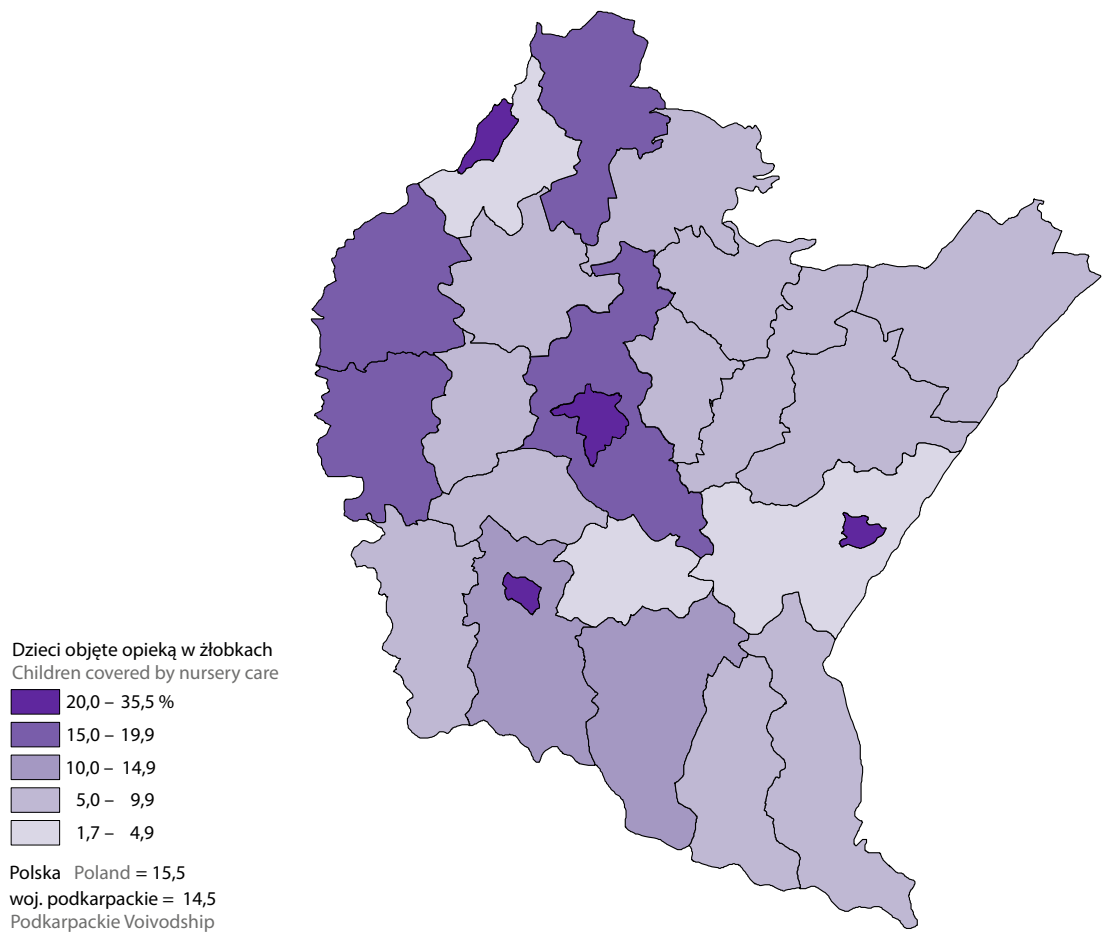 Dzieci objęte opieką w żłobkach
Children covered by nursery care
20,0 – 35,5 %
15,0 – 19,9
10,0 – 14,9
5,0 – 9,9
1,7 – 4,9
Polska Poland = 15,5
woj. podkarpackie = 14,5
Podkarpackie Voivodship